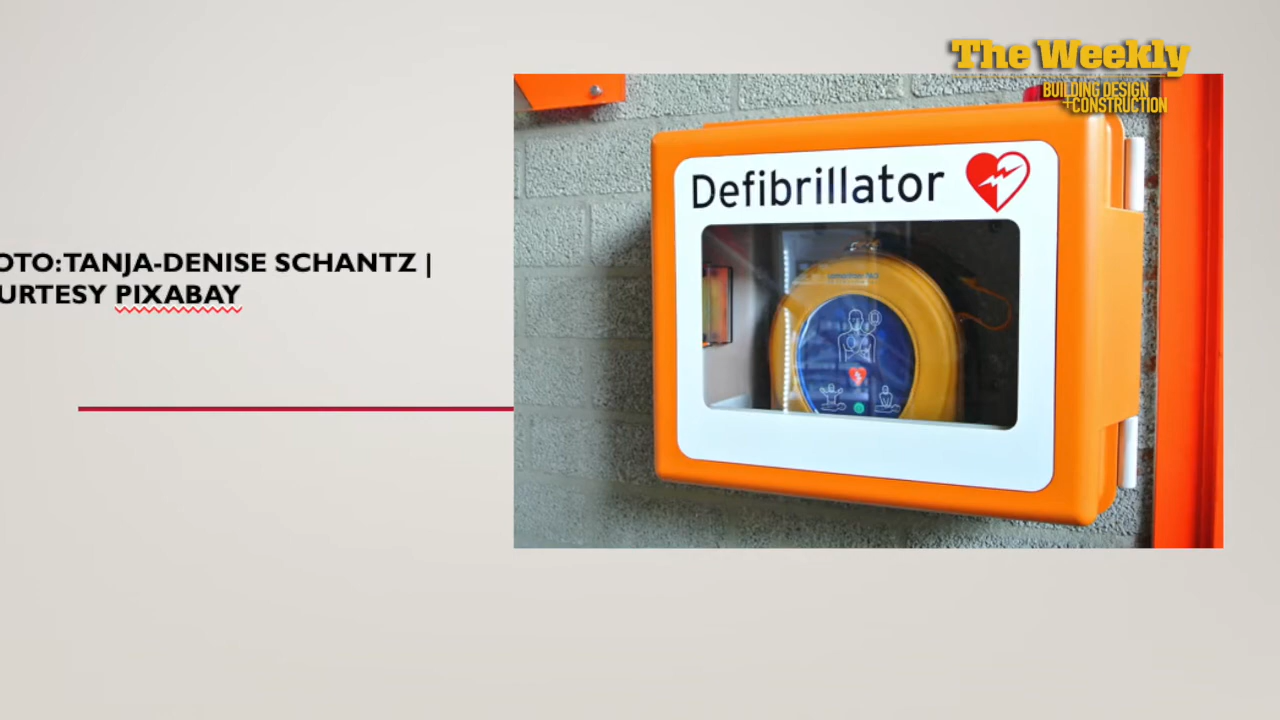 The Weekly
BUILDING DESIGN
+CONSTRUCTION
Defibrillator
OTO: TANJA-DENISE SCHANTZ |
URTESY PIXABAY